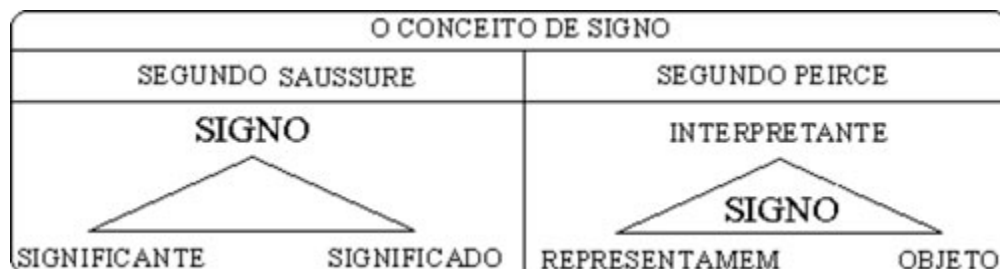 O CONCEITO DE SIGNO
SEGUNDO SAUSSURE
SEGUNDO PEIRCE
SIGNO
SIGNIFICANTE SIGNIFICADO
INTERPRETANTE
SIGNO
REPRESENTAMEM OBJETO